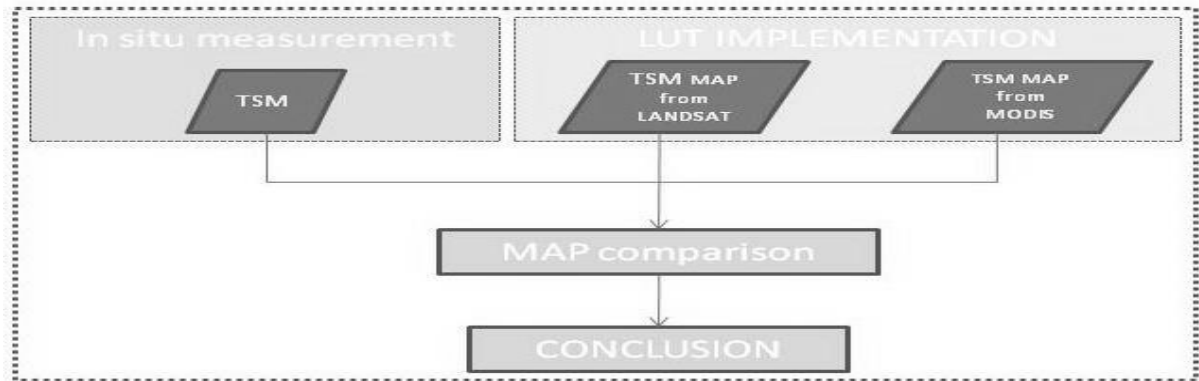 In situ measurement
LUT IMPLEMENTATION
TSM
TSM MAP
from
LANDSAT
TSM MAP
from
MODIS
MAP comparison
CONCLUSION